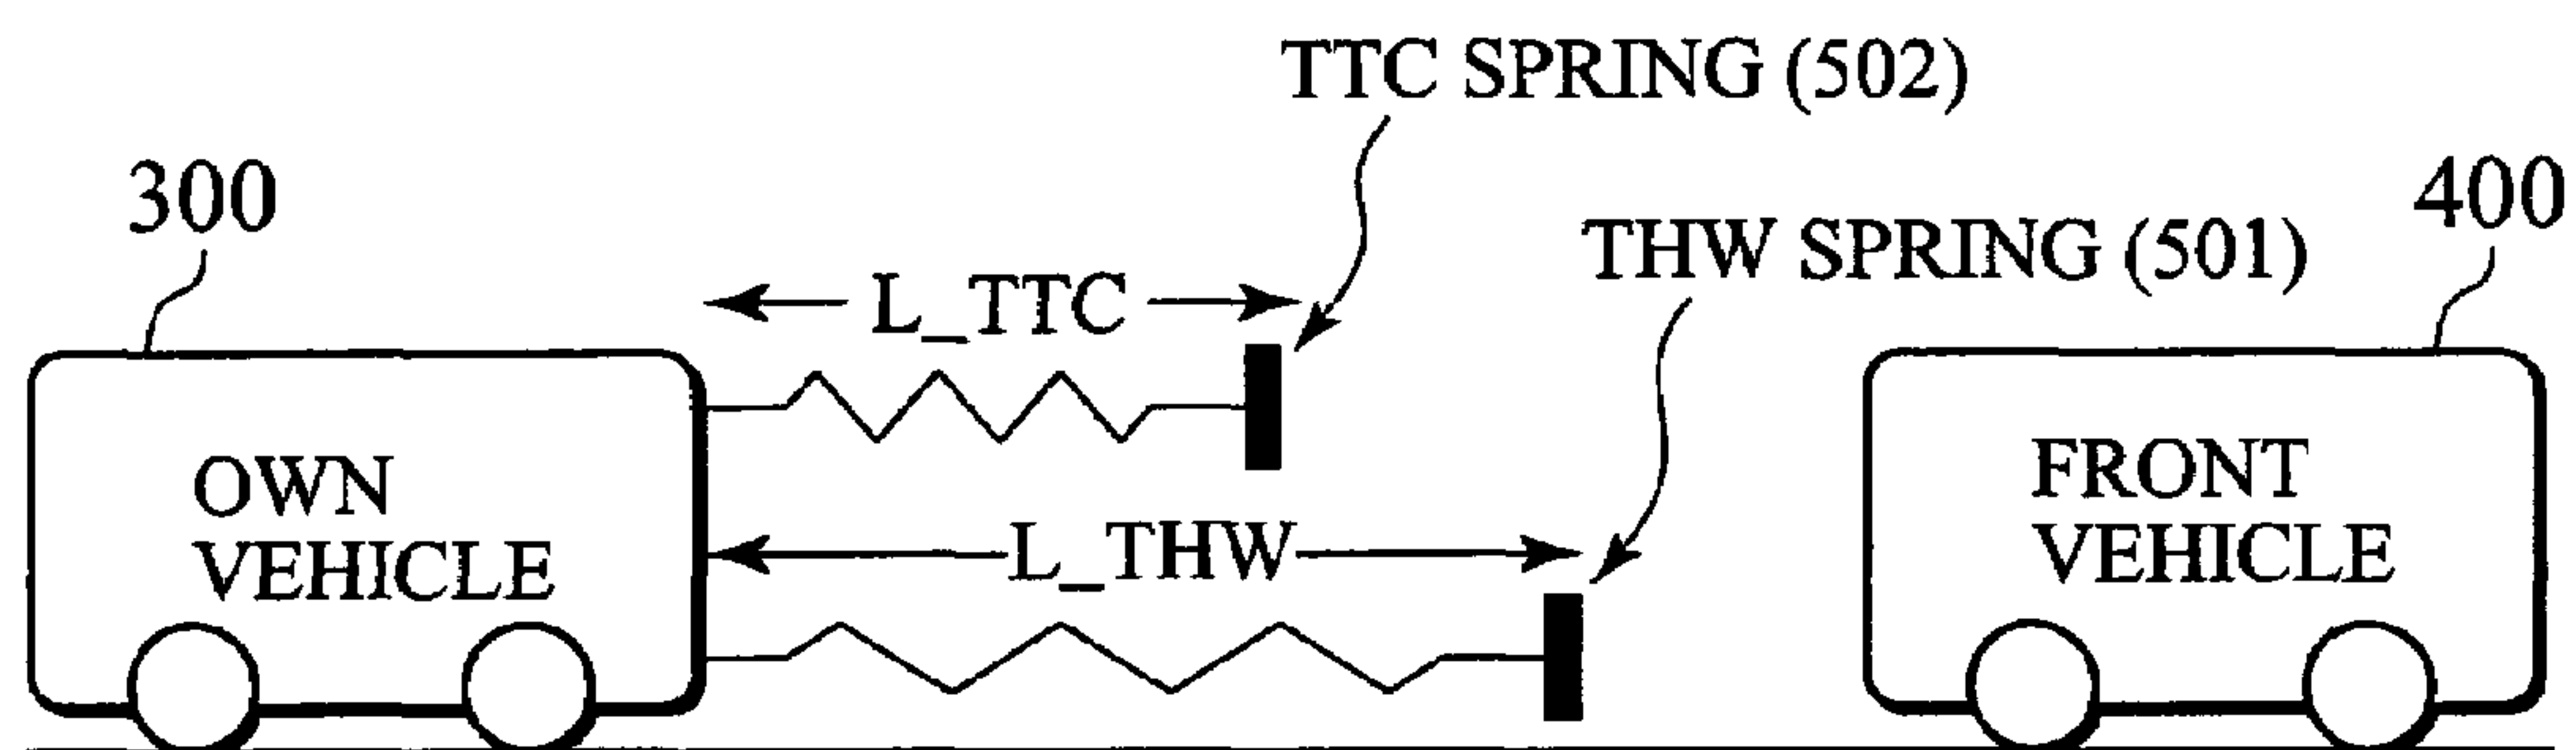 TTC SPRING (502)
300
400
THW SPRING (501)
L_TTC
OWN
VEHICLE
FRONT
VEHICLE
L_THW